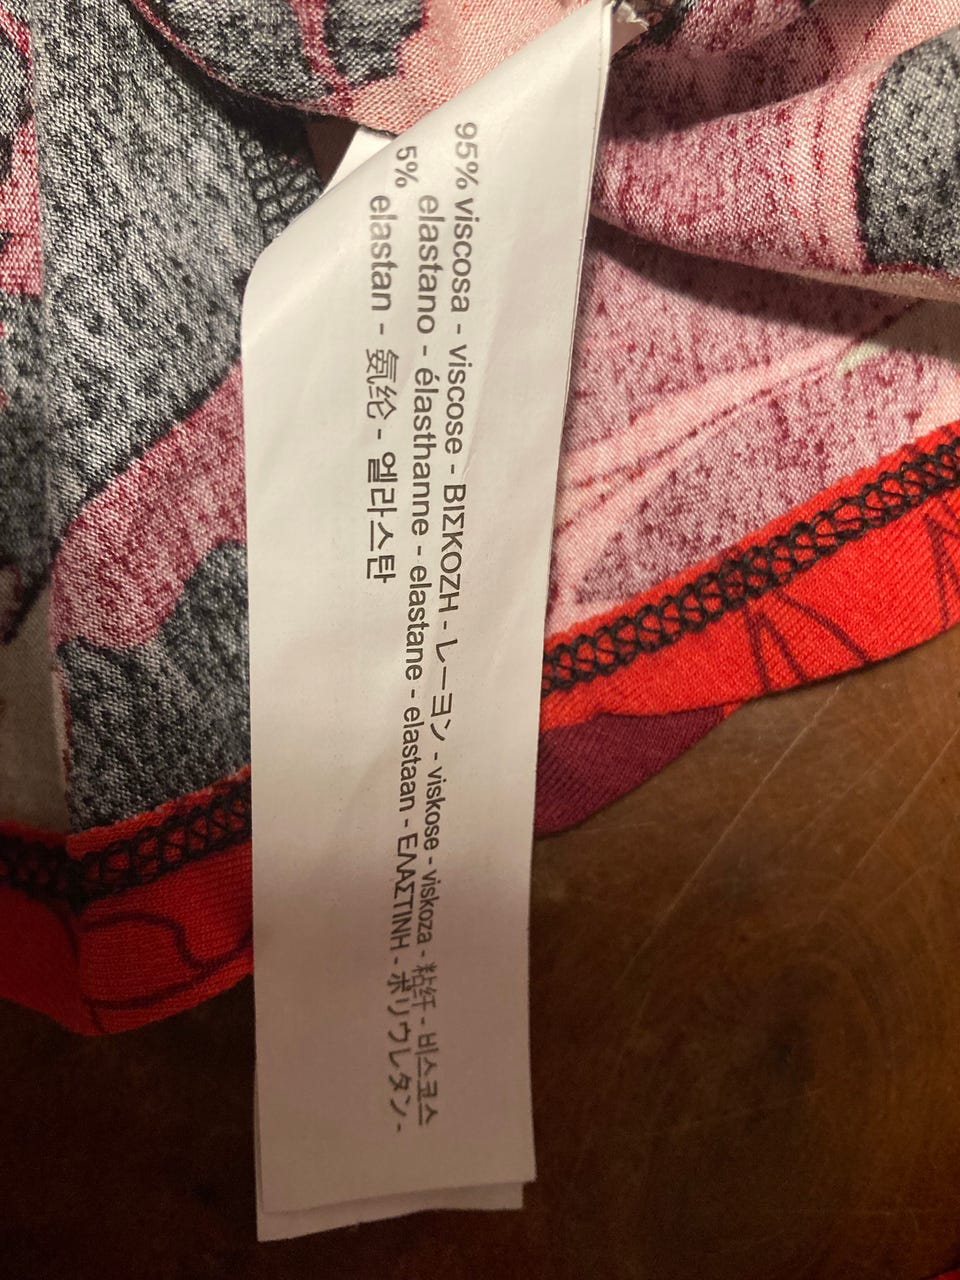 95% viscosa - viscose - ΒΙΣΚΟΖΗ - レーヨン - viskose - viskoza - 粘纤 - 비스코스
5% elastano - élasthanne - elastane - elastaan - ΕΛΑΣΤΙΝΗ - ポリウレタン -
elastan - 氨纶 - 엘라스탄